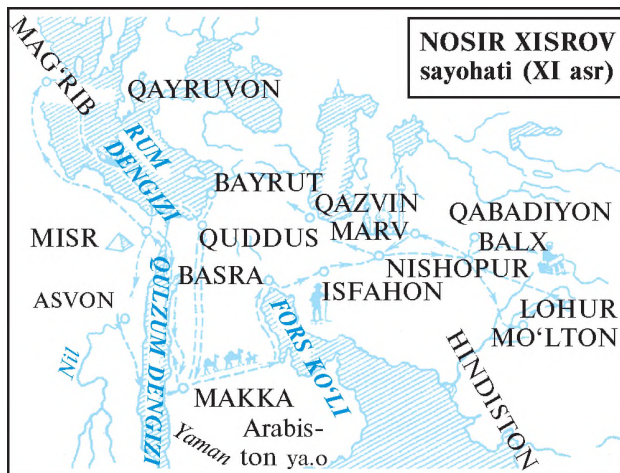 NOSIR XISROV
sayohati (XI asr)
MAG‘RIB
QAYRUVON
RUM
DENGIZI
BAYRUT
QAZVIN
MARV
QABADIYON
BALX
MISR
QUDDUS
NISHOPUR
BASRA
ISFAHON
ASVON
LOHUR
MO‘LTON
Nil
QULZUM DENGIZI
FORS KO‘LI
HINDISTON
MAKKA
Yaman
Arabis-
ton ya.o